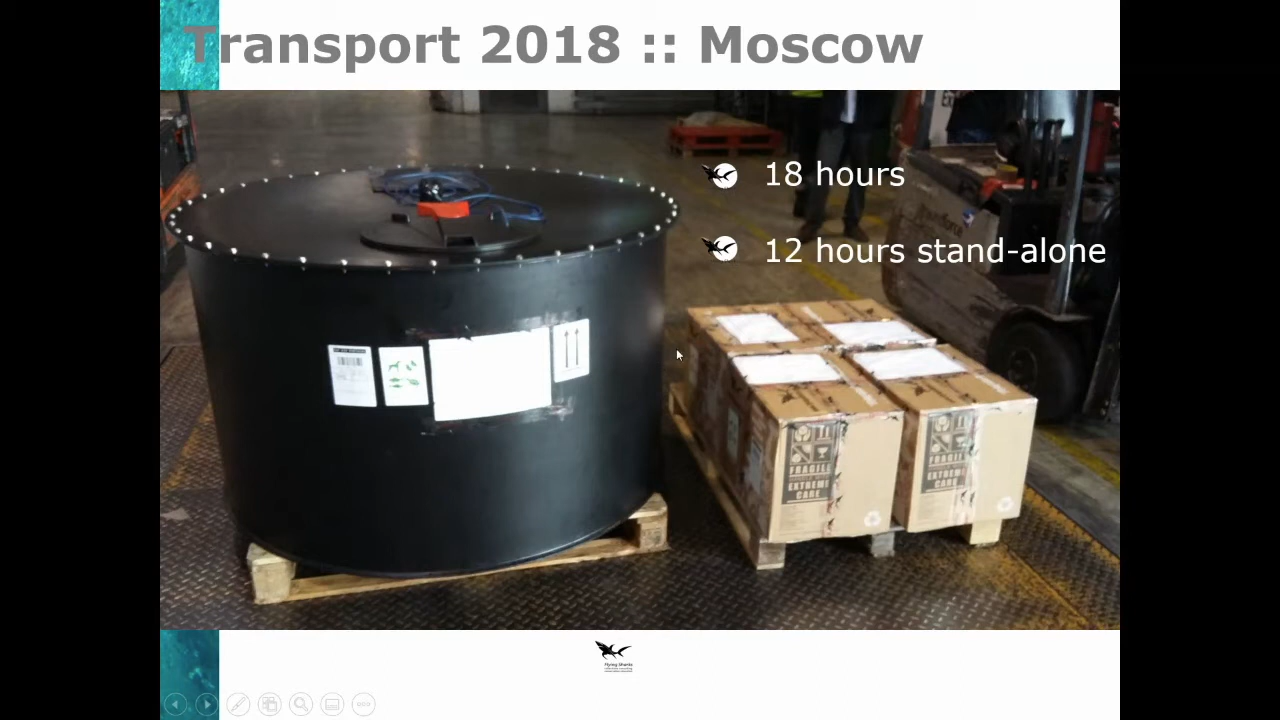 Transport 2018 :: Moscow
18 hours
12 hours stand-alone
FRAGILE
EXTREME
CARE
FRAGILE
EXTREME
CARE
Flying Sharks